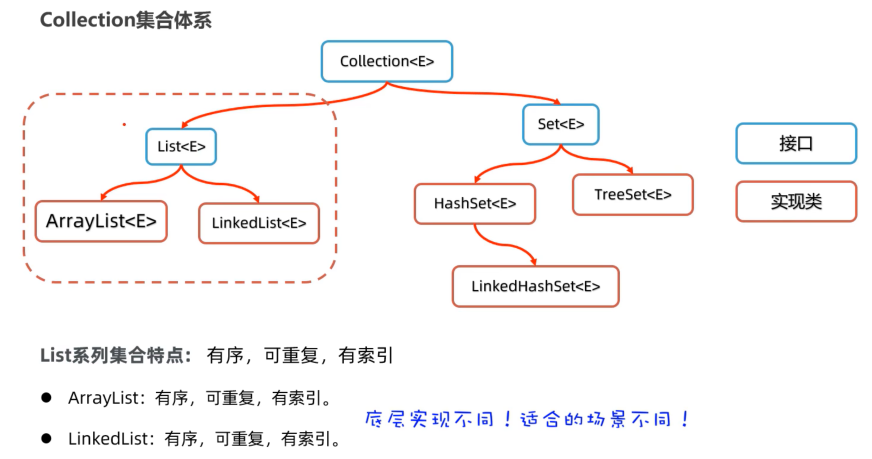 Collection集合体系
Collection<E>
List<E>
Set<E>
接口
ArrayList<E>
LinkedList<E>
HashSet<E>
TreeSet<E>
实现类
LinkedHashSet<E>
List系列集合特点： 有序，可重复，有索引
● ArrayList：有序，可重复，有索引。
底层实现不同！适合的场景不同！
● LinkedList：有序，可重复，有索引。